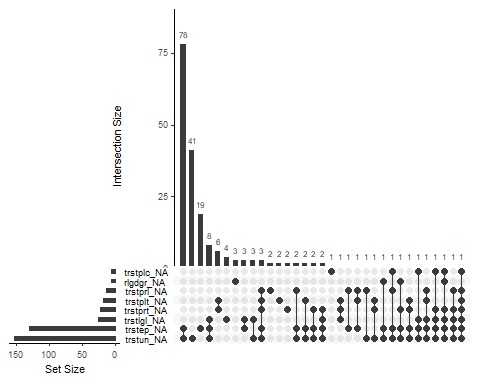 78
75
Intersection Size
50
41
25
19
8
6
4
3 3 3 3
2 2 2 2 2 2
1 1 1 1 1 1 1 1 1 1 1 1 1 1 1 1
0
trstplc_NA
rlgdgr_NA
trstprl_NA
trstplt_NA
trstprt_NA
trstlgl_NA
trstep_NA
trstun_NA
150 100 50 0
Set Size